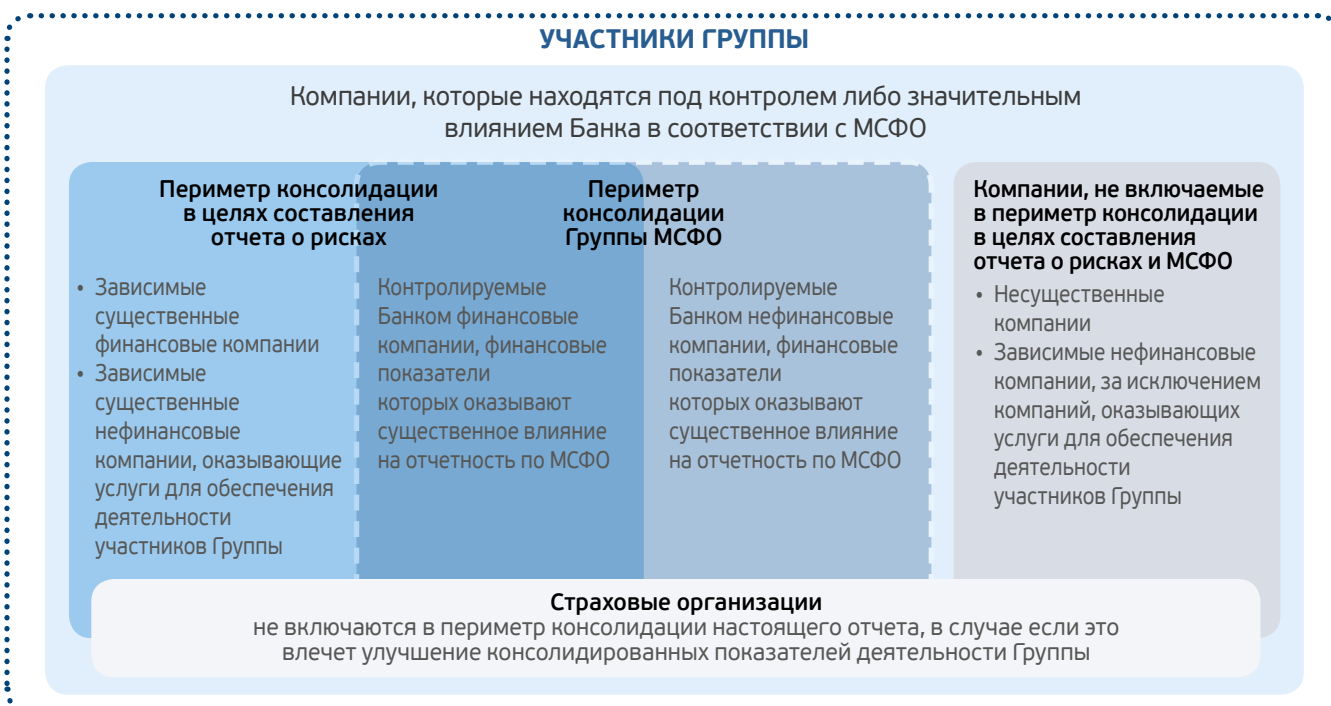 УЧАСТНИКИ ГРУППЫ
Компании, которые находятся под контролем либо значительным
влиянием Банка в соответствии с МСФО
Периметр консолидации
в целях составления
отчета о рисках
• Зависимые
существенные
финансовые компании
• Зависимые
существенные
нефинансовые
компании, оказывающие
услуги для обеспечения
деятельности
участников Группы
Периметр
консолидации
Группы МСФО
Контролируемые
Банком финансовые
компании, финансовые
показатели
которых оказывают
существенное влияние
на отчетность по МСФО
Контролируемые
Банком нефинансовые
компании, финансовые
показатели
которых оказывают
существенное влияние
на отчетность по МСФО
Компании, не включаемые
в периметр консолидации
в целях составления
отчета о рисках и МСФО
• Несущественные
компании
• Зависимые нефинансовые
компании, за исключением
компаний, оказывающих
услуги для обеспечения
деятельности
участников Группы
Страховые организации
не включаются в периметр консолидации настоящего отчета, в случае если это
влечет улучшение консолидированных показателей деятельности Группы